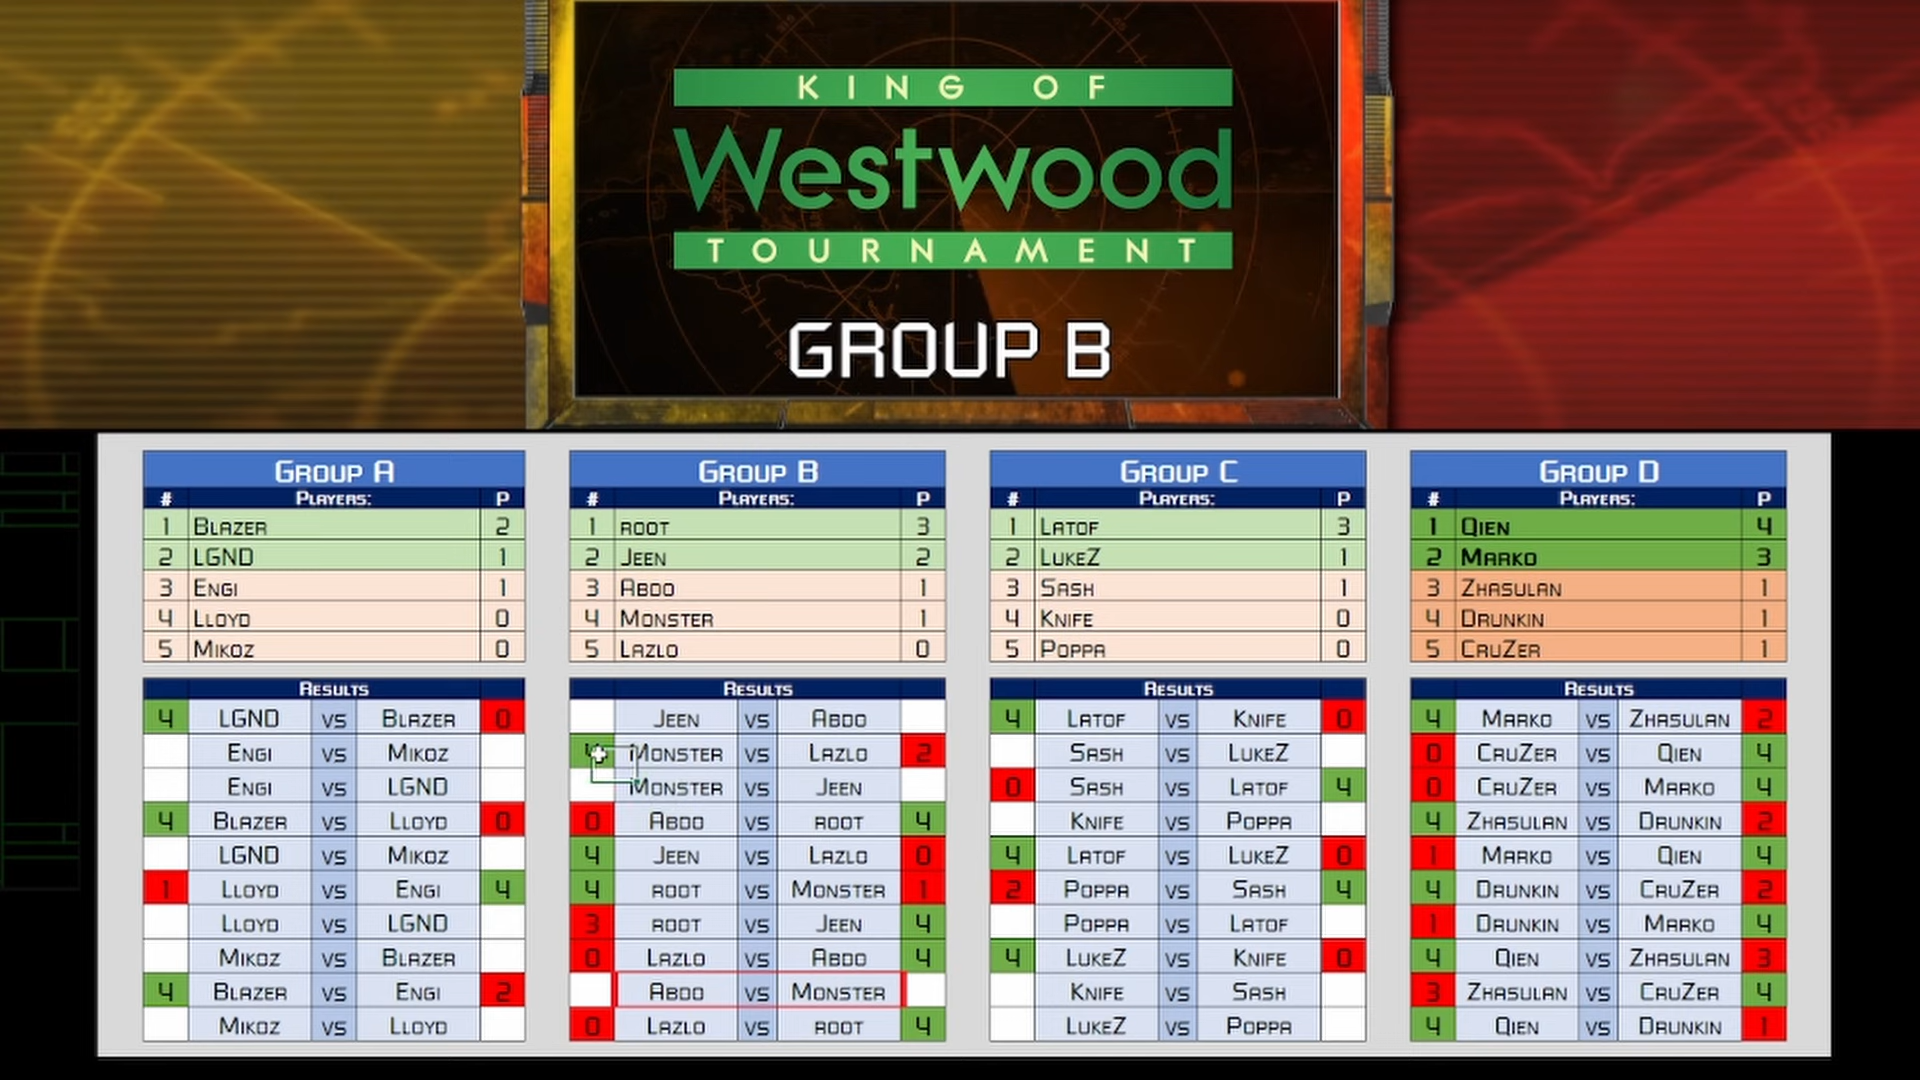 KING OF
Westwood
TOURNAMENT
GROUP B
GROUP A
# PLAYERS: P
1 BLAZER 2
2 LGND 1
3 ENGI 1
4 LLOYD 0
5 MIKOZ 0
RESULTS
4 LGND VS BLAZER 0
ENGI VS MIKOZ
ENGI VS LGND
4 BLAZER VS LLOYD 0
LGND VS MIKOZ
1 LLOYD VS ENGI 4
LLOYD VS LGND
MIKOZ VS BLAZER
4 BLAZER VS ENGI 2
MIKOZ VS LLOYD
GROUP B
# PLAYERS: P
1 ROOT 3
2 JEEN 2
3 ABDO 1
4 MONSTER 1
5 LAZLO 0
RESULTS
JEEN VS ABDO
MONSTER VS LAZLO 2
MONSTER VS JEEN
0 ABDO VS ROOT 4
4 JEEN VS LAZLO 0
4 ROOT VS MONSTER 1
3 ROOT VS JEEN 4
0 LAZLO VS ABDO 4
ABDO VS MONSTER
0 LAZLO VS ROOT 4
GROUP C
# PLAYERS: P
1 LATOF 3
2 LUKEZ 1
3 SASH 1
4 KNIFE 0
5 POPPA 0
RESULTS
4 LATOF VS KNIFE 0
SASH VS LUKEZ
0 SASH VS LATOF 4
KNIFE VS POPPA
4 LATOF VS LUKEZ 0
2 POPPA VS SASH 4
POPPA VS LATOF
4 LUKEZ VS KNIFE 0
KNIFE VS SASH
LUKEZ VS POPPA
GROUP D
# PLAYERS: P
1 QIEN 4
2 MARKO 3
3 ZHASULAN 1
4 DRUNKIN 1
5 CRUZER 1
RESULTS
4 MARKO VS ZHASULAN 2
0 CRUZER VS QIEN 4
0 CRUZER VS MARKO 4
4 ZHASULAN VS DRUNKIN 2
1 MARKO VS QIEN 4
4 DRUNKIN VS CRUZER 2
1 DRUNKIN VS MARKO 4
4 QIEN VS ZHASULAN 3
3 ZHASULAN VS CRUZER 4
4 QIEN VS DRUNKIN 1